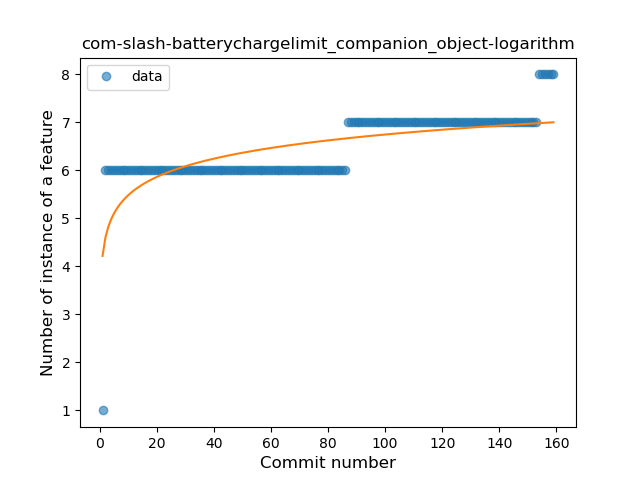 com-slash-batterychargelimit_companion_object-logarithm
data
Number of instance of a feature
8
7
6
5
4
3
2
1
0 20 40 60 80 100 120 140 160
Commit number